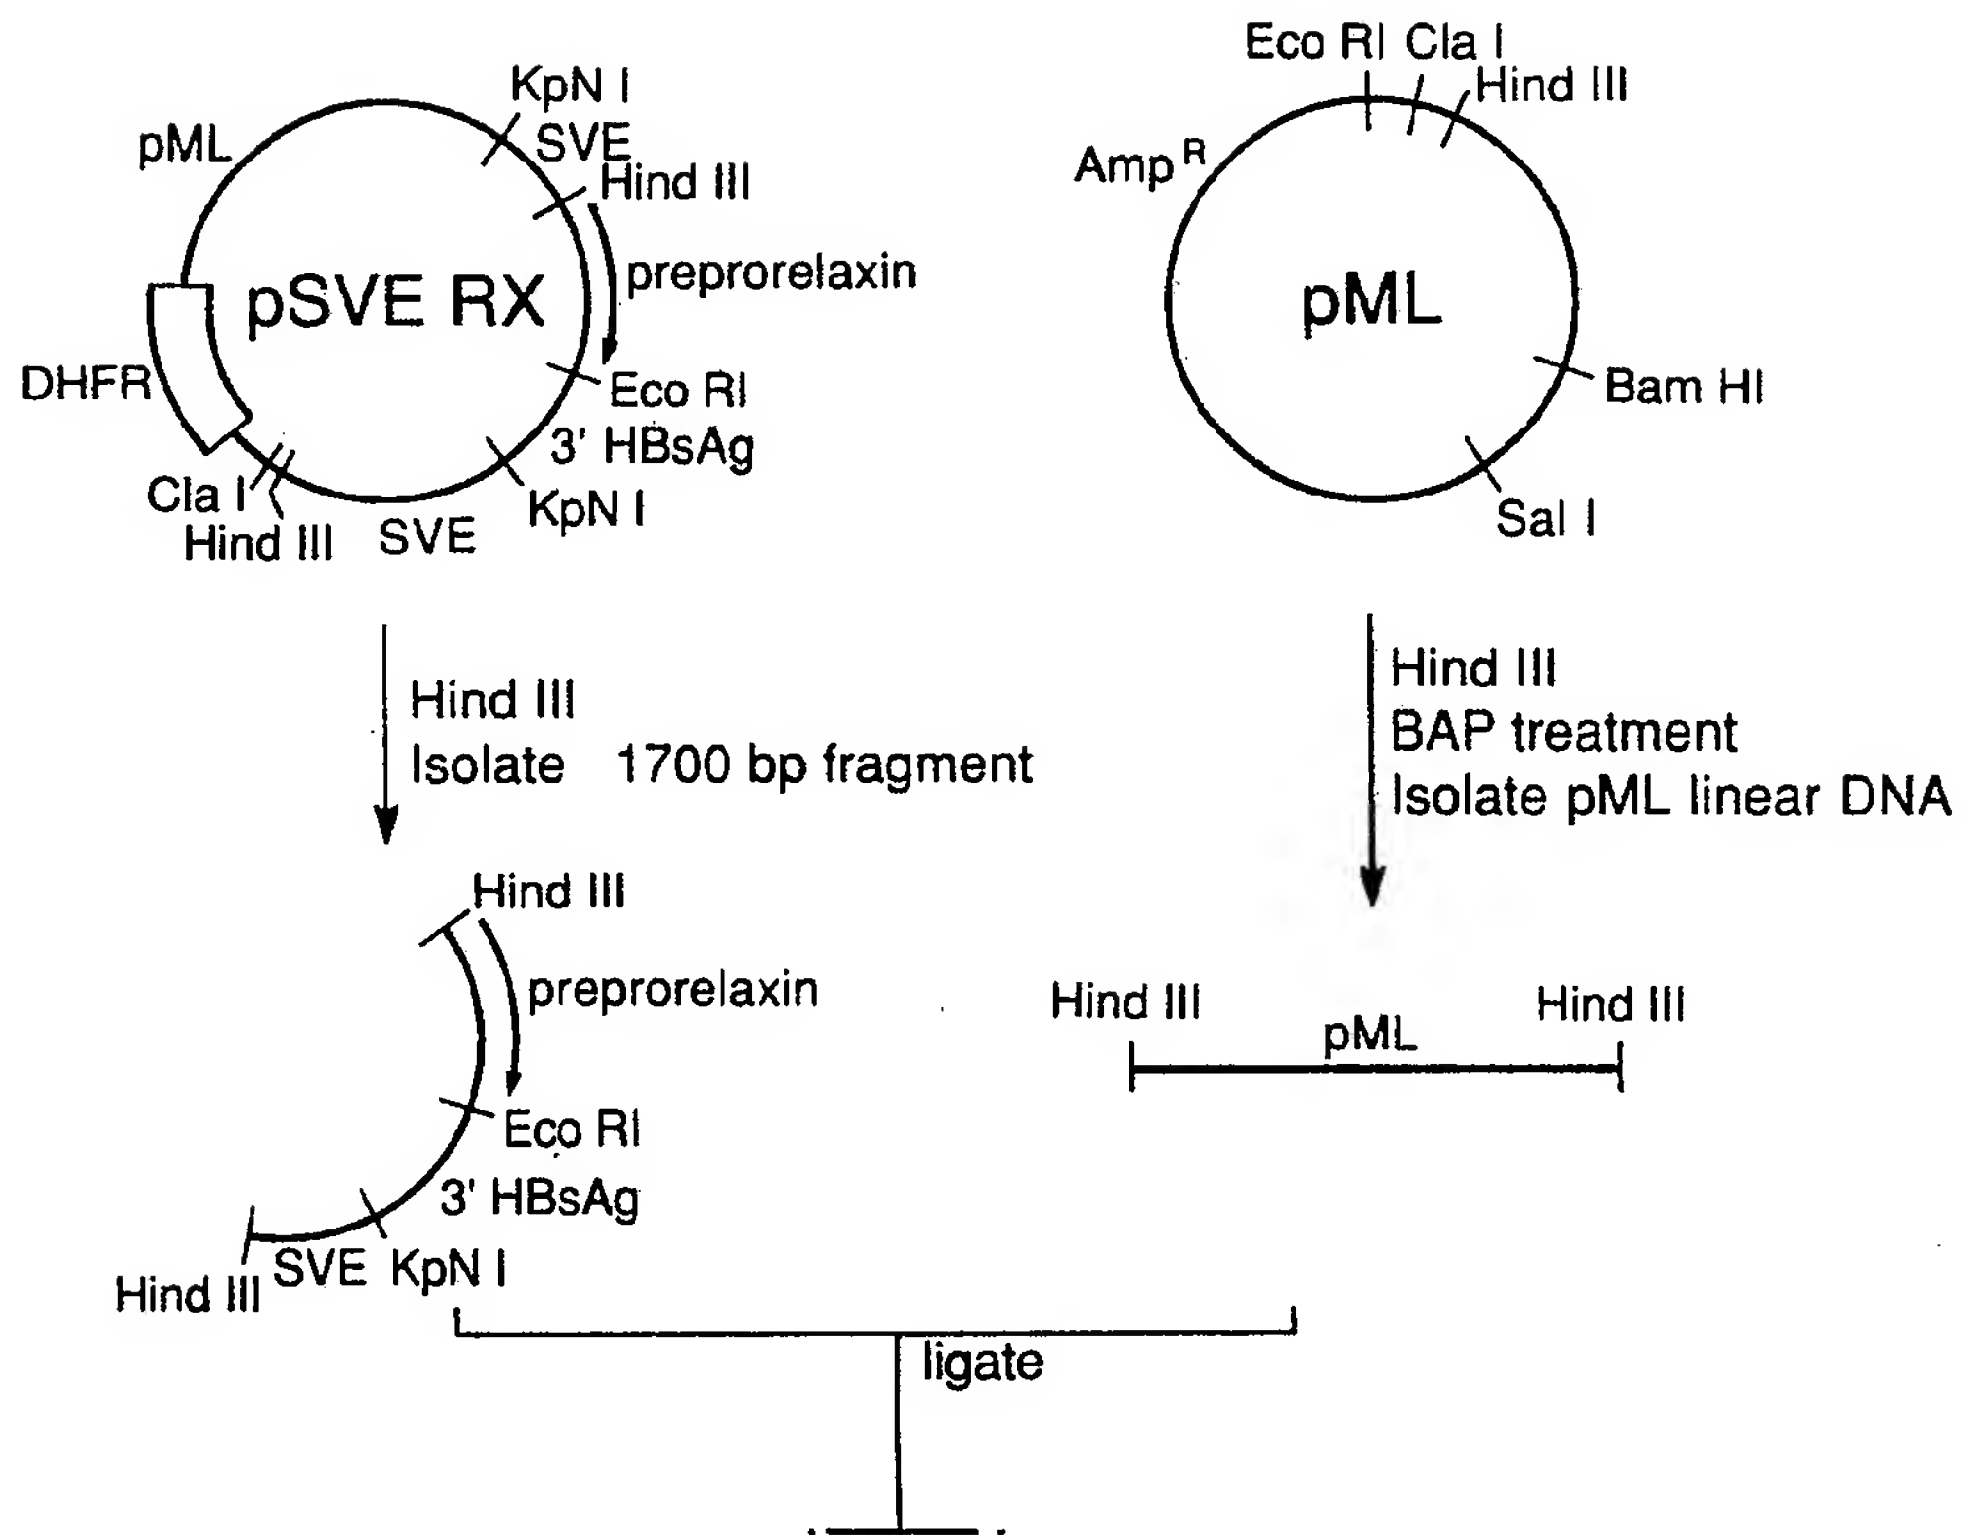 KpN I
SVE
Hind III
pML
pSVE RX
preprorelaxin
DHFR
Eco RI
3' HBsAg
KpN I
Cla I
Hind III
SVE
Eco RI
Cla I
Hind III
Amp R
pML
Bam HI
Sal I
Hind III
Isolate 1700 bp fragment
Hind III
BAP treatment
Isolate pML linear DNA
Hind III
preprorelaxin
Eco RI
3' HBsAg
KpN I
SVE
Hind III
Hind III
pML
Hind III
ligate